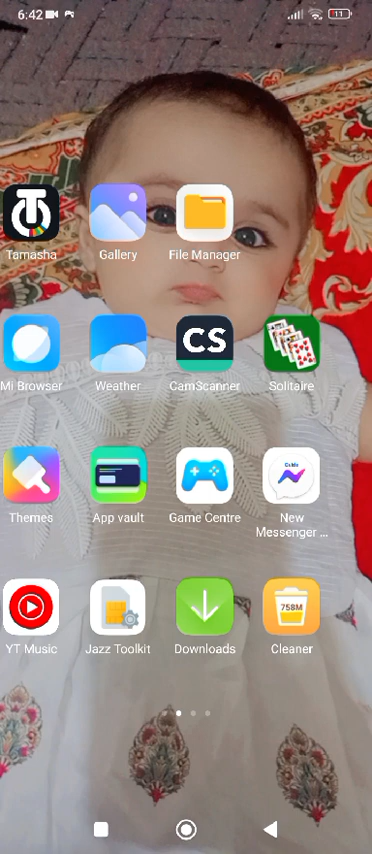 6:42
11
Tamasha
Gallery
File Manager
CS
Mi Browser
Weather
CamScanner
Solitaire
Themes
App vault
Game Centre
Guide
New
Messenger ...
758M
YT Music
Jazz Toolkit
Downloads
Cleaner